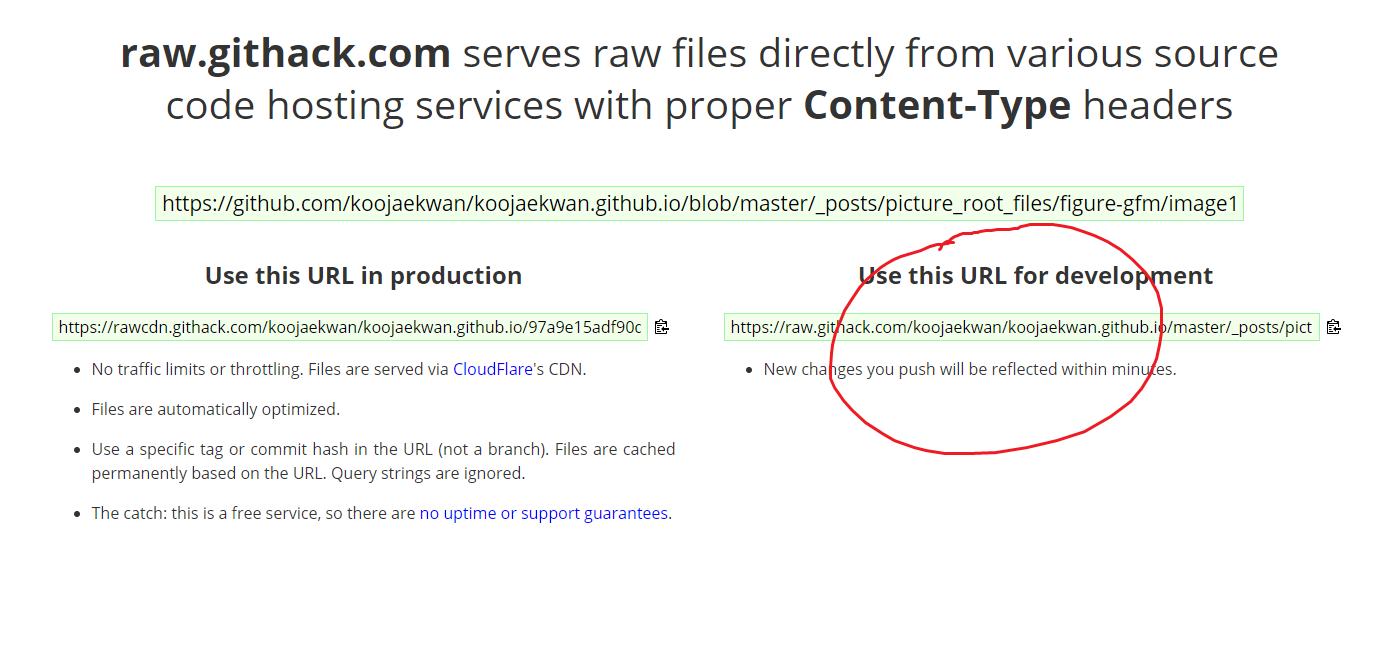 raw.githack.com serves raw files directly from various source
code hosting services with proper Content-Type headers
https://github.com/koojaekwan/koojaekwan.github.io/blob/master/_posts/picture_root_files/figure-gfm/image1
Use this URL in production
https://rawcdn.githack.com/koojaekwan/koojaekwan.github.io/97a9e15adf90c
No traffic limits or throttling. Files are served via CloudFlare's CDN.
Files are automatically optimized.
Use a specific tag or commit hash in the URL (not a branch). Files are cached
permanently based on the URL. Query strings are ignored.
The catch: this is a free service, so there are no uptime or support guarantees.
Use this URL for development
https://raw.githack.com/koojaekwan/koojaekwan.github.io/master/_posts/pict
New changes you push will be reflected within minutes.